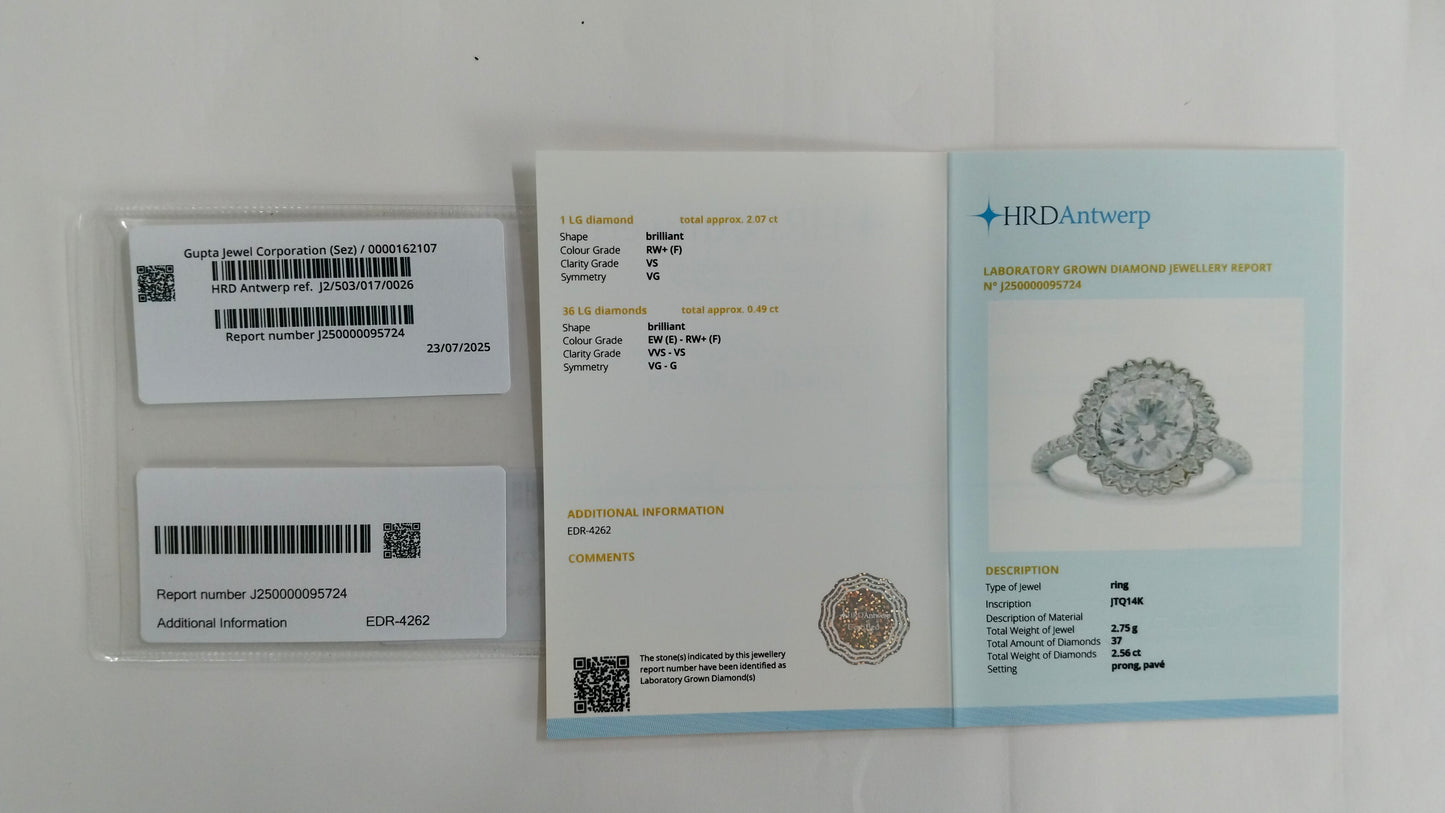 Gupta Jewel Corporation (Sez) / 0000162107
HRD Antwerp ref. J2/503/017/0026
Report number J250000095724
23/07/2025
Report number J250000095724
Additional Information EDR-4262
1 LG diamond total approx. 2.07 ct
Shape brilliant
Colour Grade RW+ (F)
Clarity Grade VS
Symmetry VG
36 LG diamonds total approx. 0.49 ct
Shape brilliant
Colour Grade EW (E) - RW+ (F)
Clarity Grade VVS - VS
Symmetry VG - G
ADDITIONAL INFORMATION
EDR-4262
COMMENTS
The stone(s) indicated by this jewellery
report number have been identified as
Laboratory Grown Diamond(s)
HRDAntwerp
HRDAntwerp
LABORATORY GROWN DIAMOND JEWELLERY REPORT
N° J250000095724
DESCRIPTION
Type of Jewel ring
Inscription JTQ14K
Description of Material
Total Weight of Jewel 2.75 g
Total Amount of Diamonds 37
Total Weight of Diamonds 2.56 ct
Setting prong, pavé